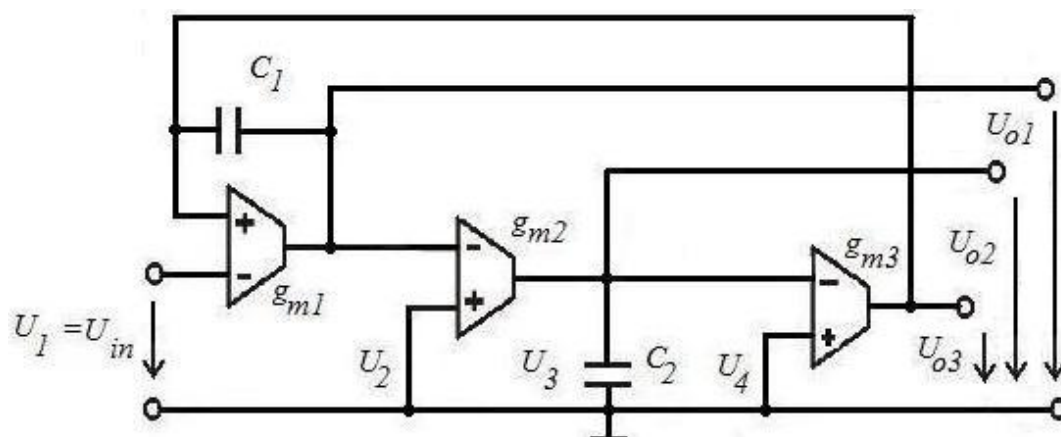 C1
Uo1
+
gm2
-
gm3
-
Uo2
-
gm1
+
U1 =Uin
U2
U3
C2
U4
+
Uo3